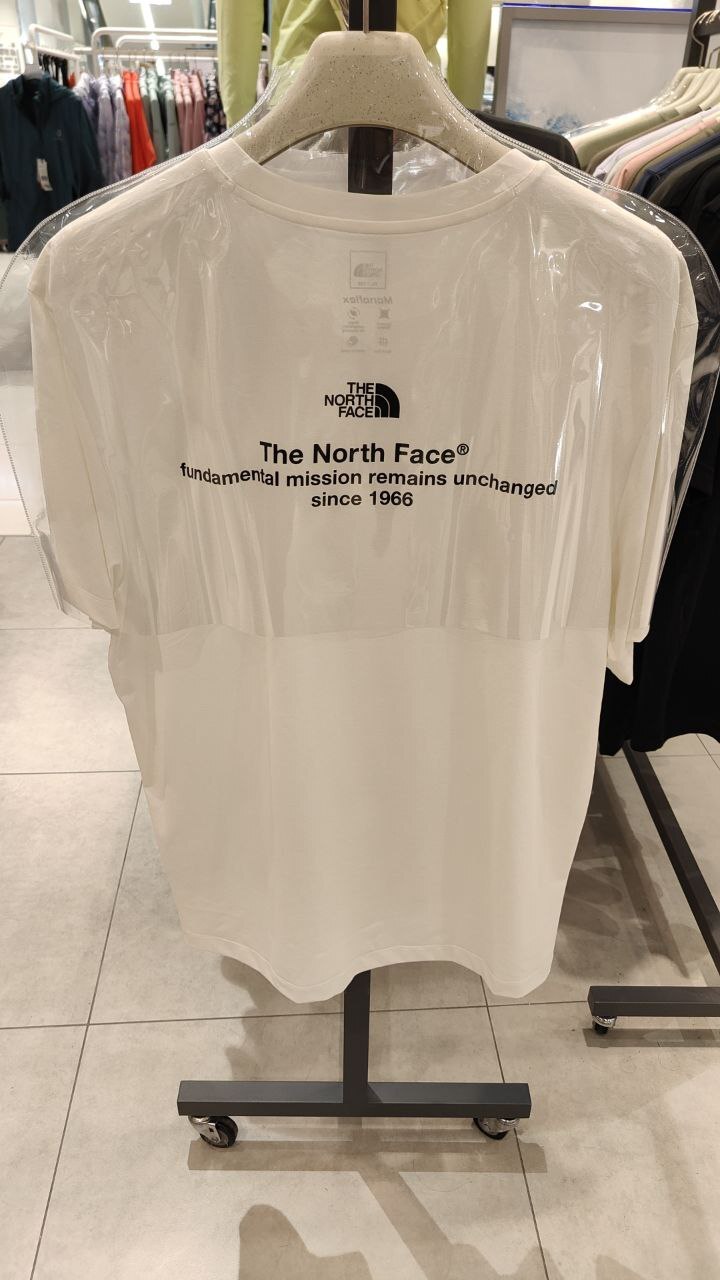 THE
NORTH
FACE
The North Face®
fundamental mission remains unchanged
since 1966